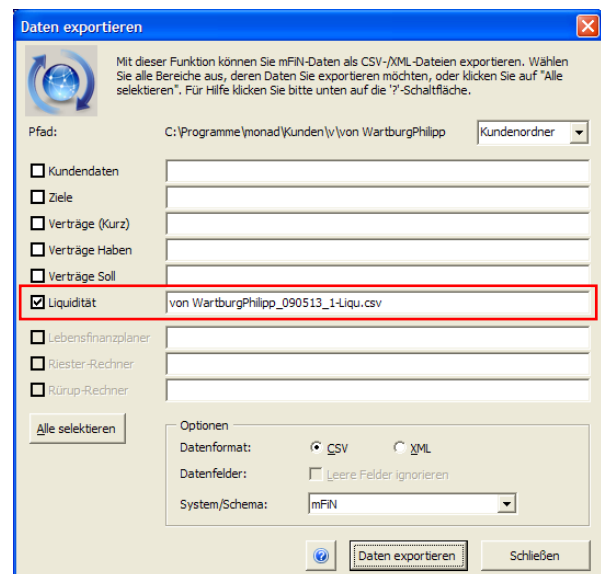 Daten exportieren
Mit dieser Funktion können Sie mFiN-Daten als CSV-/XML-Dateien exportieren. Wählen
Sie alle Bereiche aus, deren Daten Sie exportieren möchten, oder klicken Sie auf "Alle
selektieren". Für Hilfe klicken Sie bitte unten auf die '?'-Schaltfläche.
Pfad: C:\Programme\monad\Kunden\v\von WartburgPhilipp Kundenordner
Kundendaten
Ziele
Verträge (Kurz)
Verträge Haben
Verträge Soll
Liquidität von WartburgPhilipp_090513_1-Liqu.csv
Lebensfinanzplaner
Riester-Rechner
Rürup-Rechner
Alle selektieren
Optionen
Datenformat: CSV XML
Datenfelder: Leere Felder ignorieren
System/Schema: mFiN
? Daten exportieren Schließen